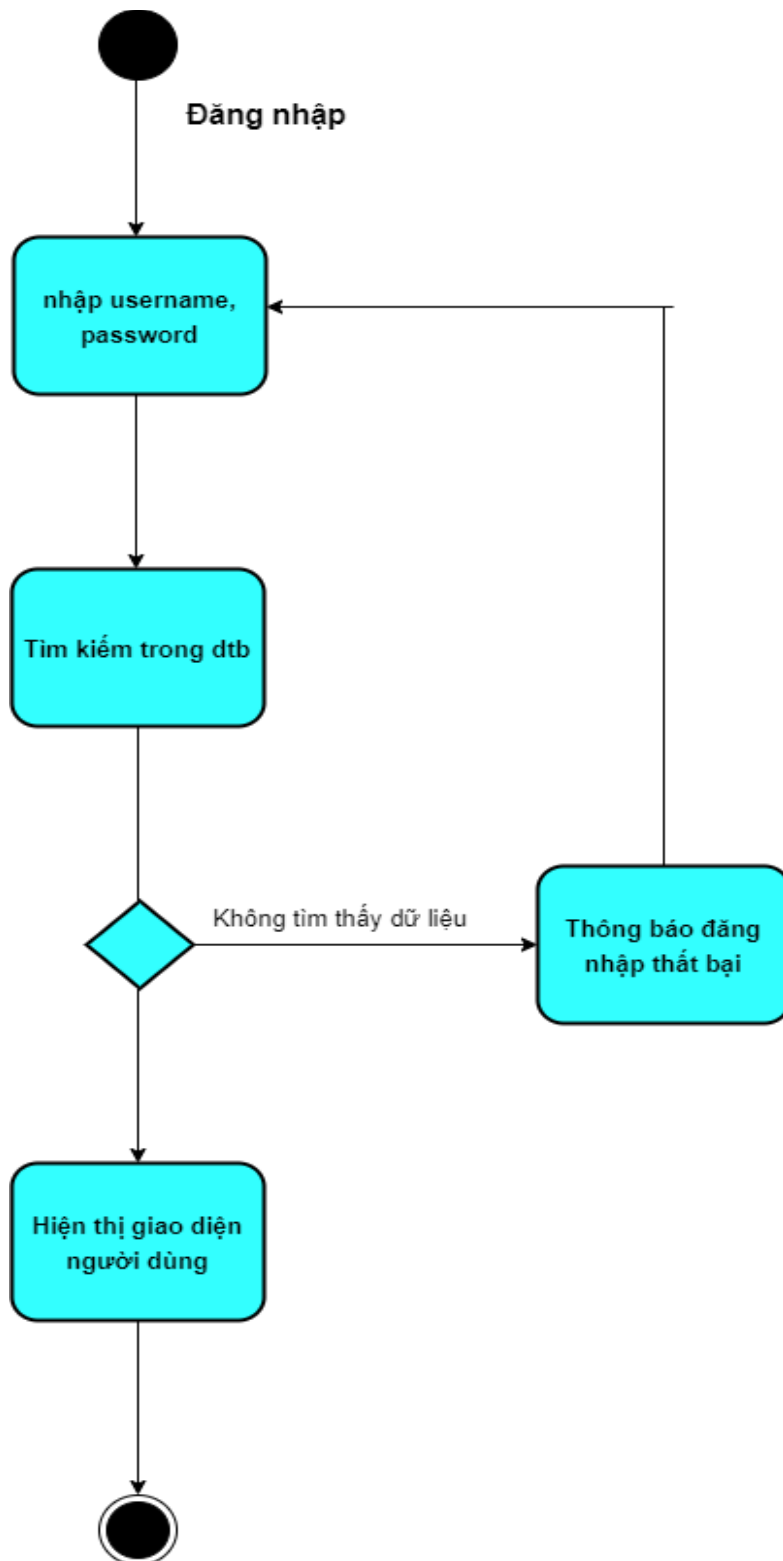 Đăng nhập
nhập username,
password
Tìm kiếm trong dtb
Không tìm thấy dữ liệu
Thông báo đăng
nhập thất bại
Hiện thị giao diện
người dùng